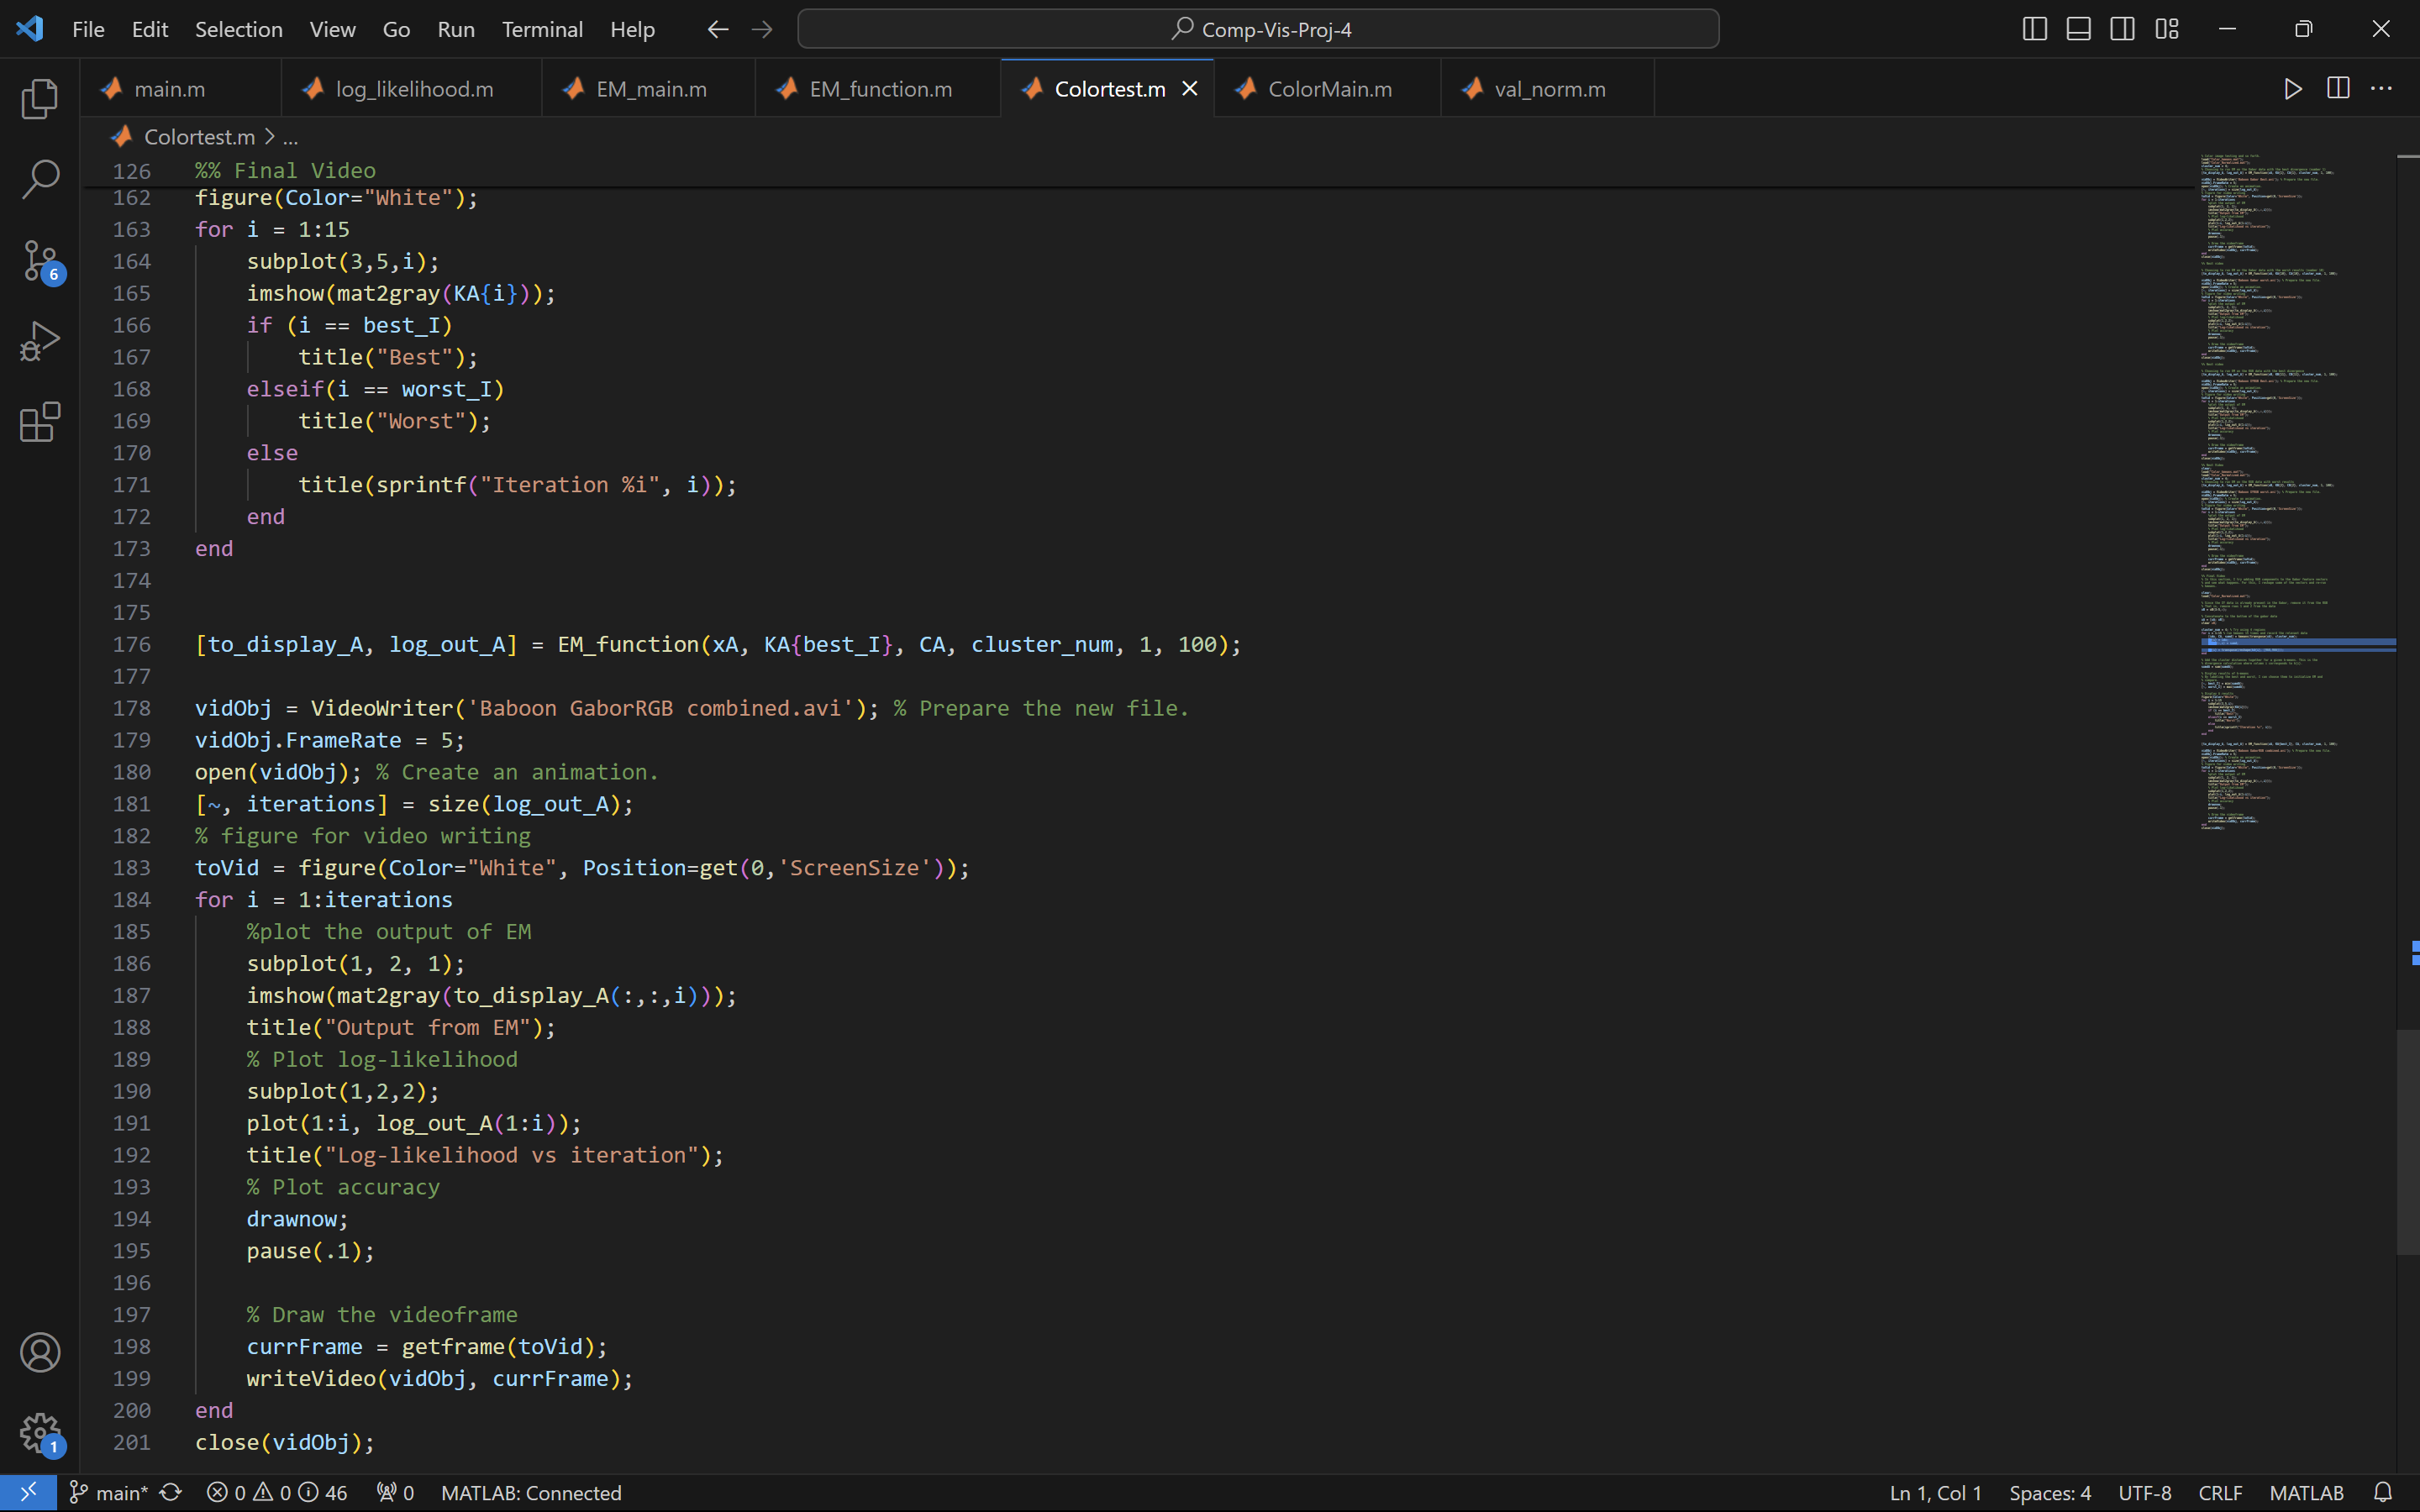 File Edit Selection View Go Run Terminal Help Comp-Vis-Proj-4
main.m log_likelihood.m EM_main.m EM_function.m Colortest.m ColorMain.m val_norm.m
Colortest.m > ...
126 %% Final Video
162 figure(Color="White");
163 for i = 1:15
164 subplot(3,5,i);
165 imshow(mat2gray(KA{i}));
166 if (i == best_I)
167 title("Best");
168 elseif(i == worst_I)
169 title("Worst");
170 else
171 title(sprintf("Iteration %i", i));
172 end
173 end
174
175
176 [to_display_A, log_out_A] = EM_function(xA, KA{best_I}, CA, cluster_num, 1, 100);
177
178 vidObj = VideoWriter('Baboon GaborRGB combined.avi'); % Prepare the new file.
179 vidObj.FrameRate = 5;
180 open(vidObj); % Create an animation.
181 [~, iterations] = size(log_out_A);
182 % figure for video writing
183 toVid = figure(Color="White", Position=get(0,'ScreenSize'));
184 for i = 1:iterations
185 %plot the output of EM
186 subplot(1, 2, 1);
187 imshow(mat2gray(to_display_A(:,:,i)));
188 title("Output from EM");
189 % Plot log-likelihood
190 subplot(1,2,2);
191 plot(1:i, log_out_A(1:i));
192 title("Log-likelihood vs iteration");
193 % Plot accuracy
194 drawnow;
195 pause(.1);
196
197 % Draw the videoframe
198 currFrame = getframe(toVid);
199 writeVideo(vidObj, currFrame);
200 end
201 close(vidObj);
6
1
main* 0 0 46 0 MATLAB: Connected Ln 1, Col 1 Spaces: 4 UTF-8 CRLF MATLAB